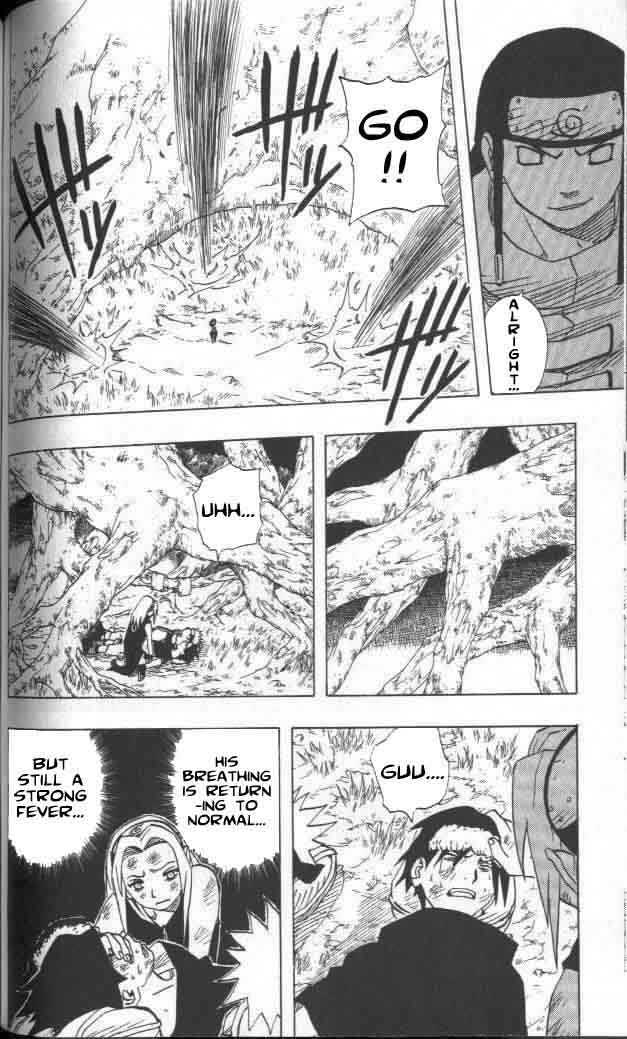 ALRIGHT...
GO
!!
UHH...
GUU....
HIS
BREATHING
IS RETURN
-ING TO
NORMAL...
BUT
STILL A
STRONG
FEVER...